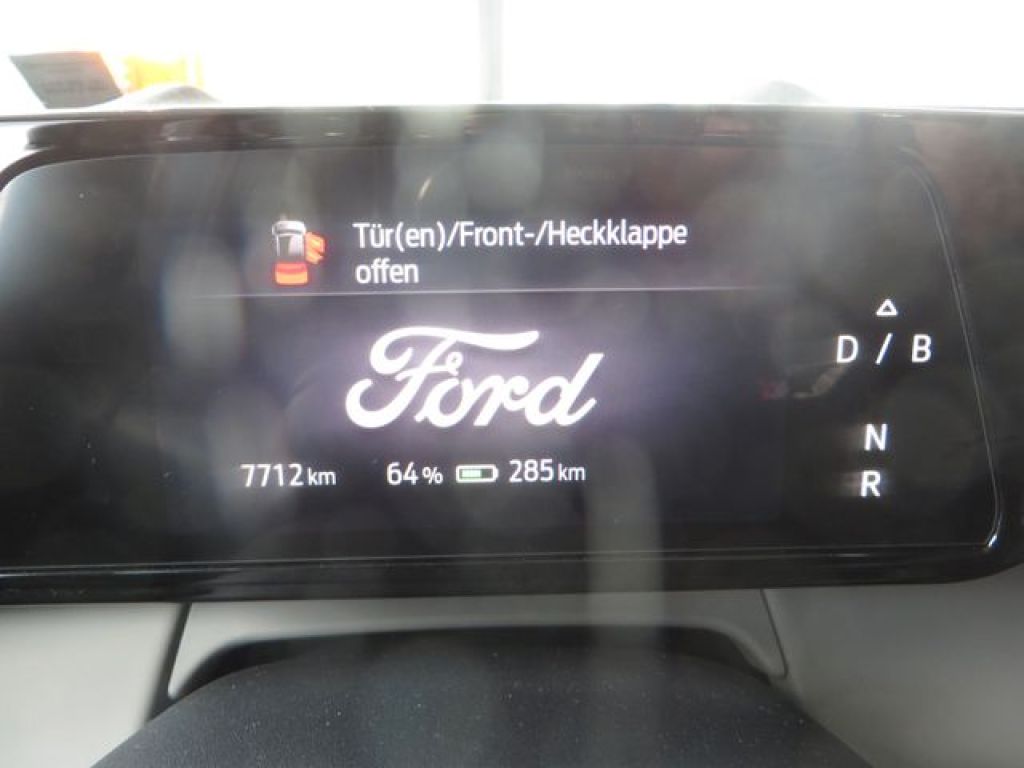 Tür(en)/Front-/Heckklappe
offen
Ford
D / B
N
R
7712 km 64 % 285 km